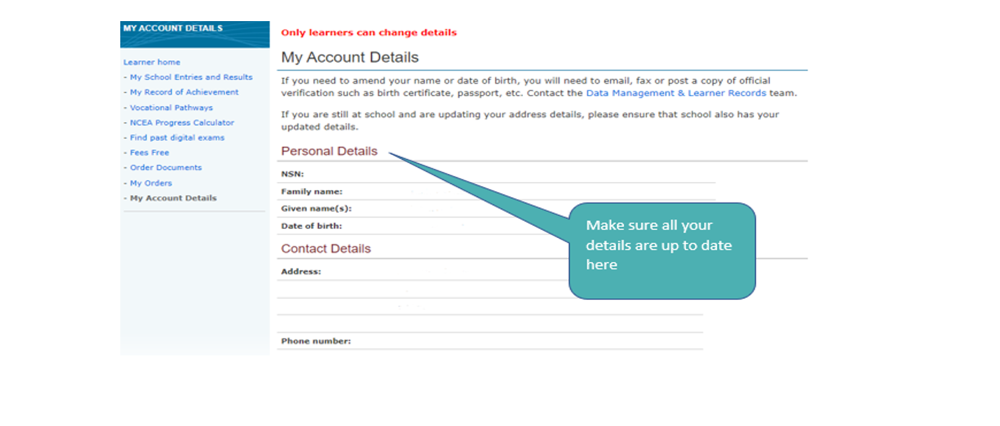 MY ACCOUNT DETAILS
Learner home
- My School Entries and Results
- My Record of Achievement
- Vocational Pathways
- NCEA Progress Calculator
- Find past digital exams
- Fees Free
- Order Documents
- My Orders
- My Account Details
Only learners can change details
My Account Details
If you need to amend your name or date of birth, you will need to email, fax or post a copy of official
verification such as birth certificate, passport, etc. Contact the Data Management & Learner Records team.
If you are still at school and are updating your address details, please ensure that school also has your
updated details.
Personal Details
NSN:
Family name:
Given name(s):
Date of birth:
Contact Details
Address:
Phone number:
Make sure all your
details are up to date
here